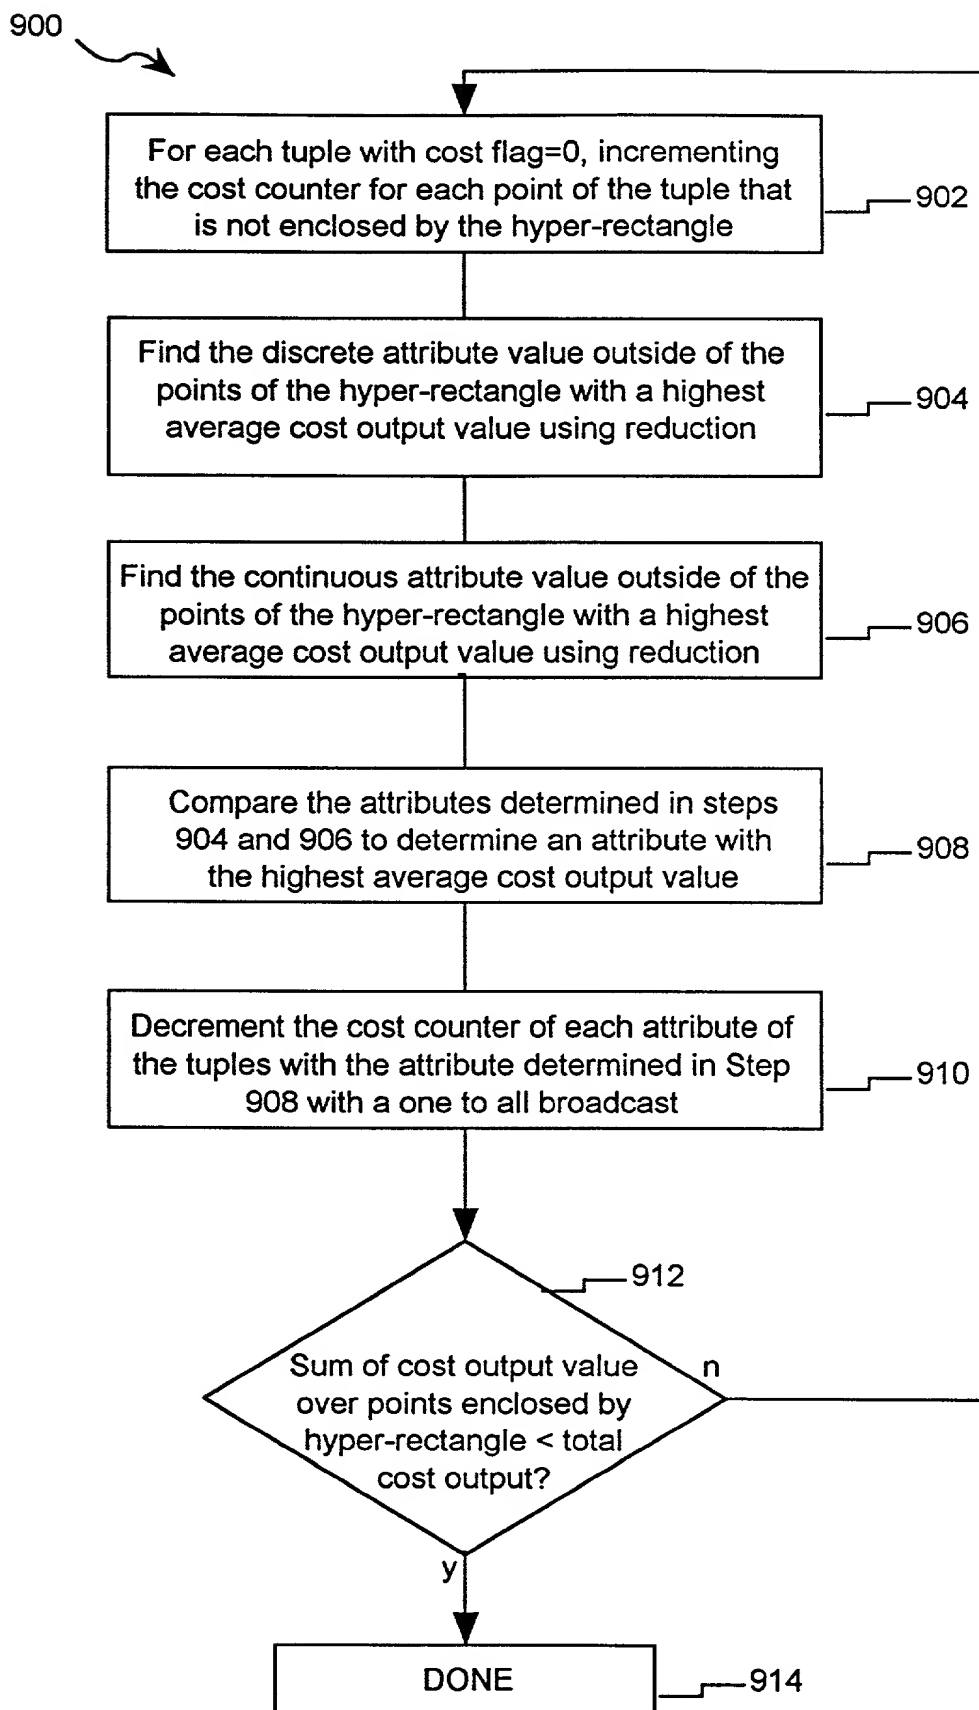 900
For each tuple with cost flag=0, incrementing
the cost counter for each point of the tuple that
is not enclosed by the hyper-rectangle
902
Find the discrete attribute value outside of the
points of the hyper-rectangle with a highest
average cost output value using reduction
904
Find the continuous attribute value outside of the
points of the hyper-rectangle with a highest
average cost output value using reduction
906
Compare the attributes determined in steps
904 and 906 to determine an attribute with
the highest average cost output value
908
Decrement the cost counter of each attribute of
the tuples with the attribute determined in Step
908 with a one to all broadcast
910
912
Sum of cost output value
over points enclosed by
hyper-rectangle < total
cost output?
n
y
DONE
914